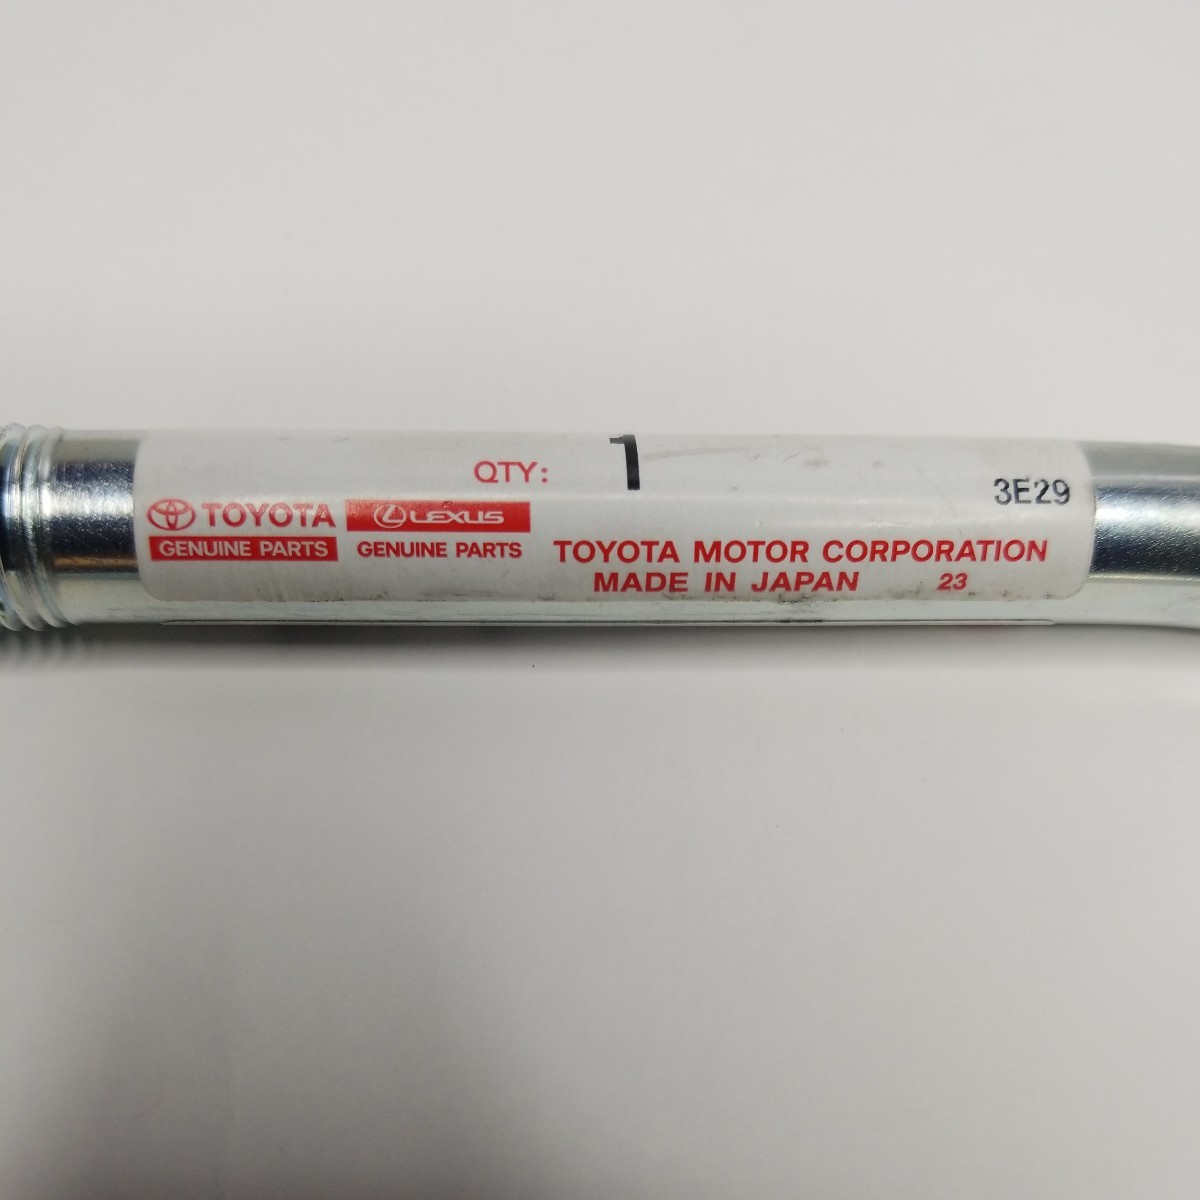 QTY: 1
3E29
TOYOTA LEXUS
GENUINE PARTS GENUINE PARTS
TOYOTA MOTOR CORPORATION
MADE IN JAPAN 23